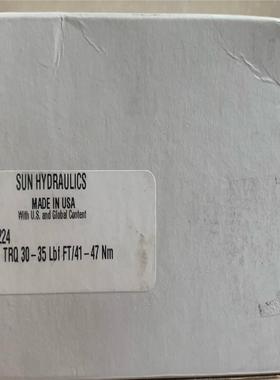 SUN HYDRAULICS
MADE IN USA
With U.S. and Global Content
224
TRQ 30-35 Lbf FT/41-47 Nm